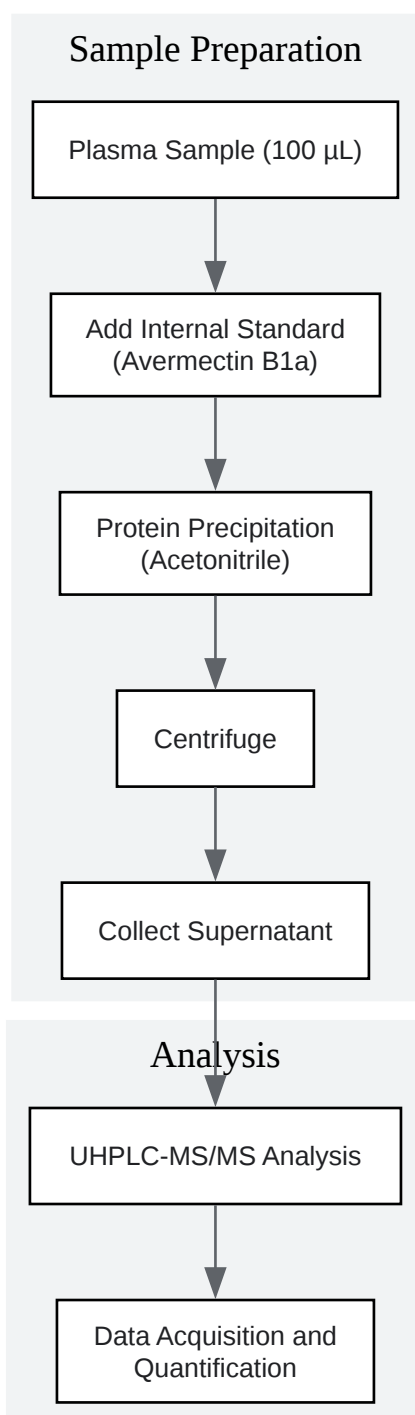 Sample Preparation
Plasma Sample (100 µL)
Add Internal Standard
(Avermectin B1a)
Protein Precipitation
(Acetonitrile)
Centrifuge
Collect Supernatant
Analysis
UHPLC-MS/MS Analysis
Data Acquisition and
Quantification